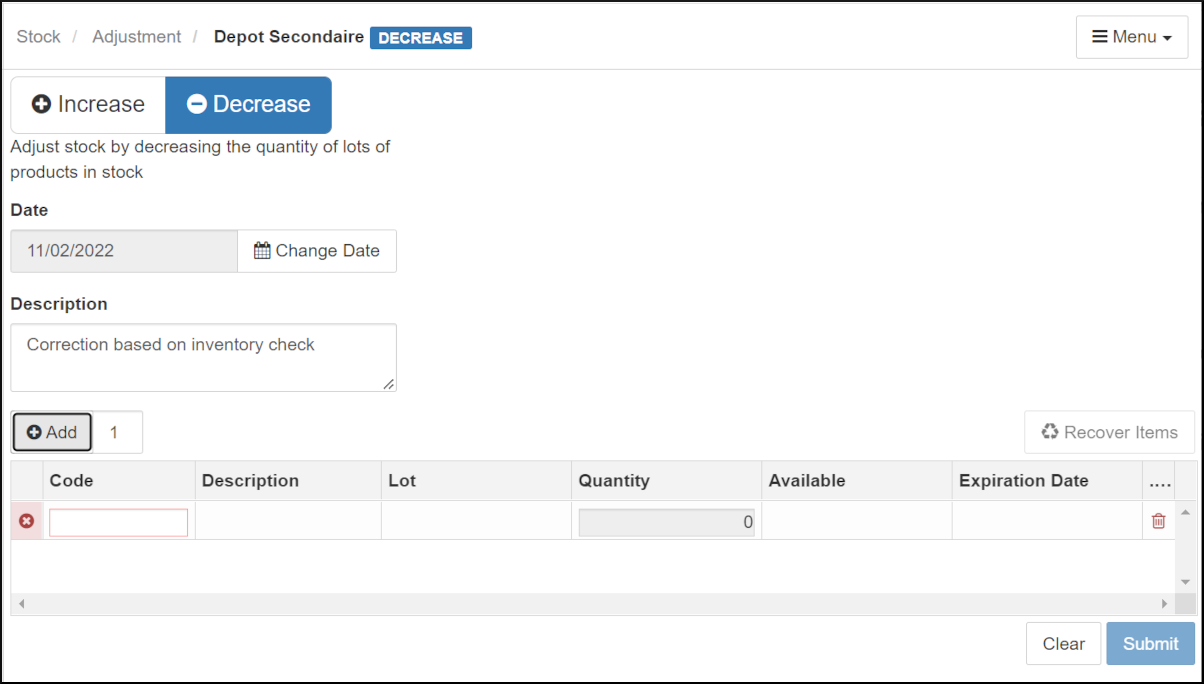 Stock / Adjustment / Depot Secondaire DECREASE
Menu
Increase Decrease
Adjust stock by decreasing the quantity of lots of
products in stock
Date
11/02/2022 Change Date
Description
Correction based on inventory check
Add 1 Recover Items
Code Description Lot Quantity Available Expiration Date ....
0
Clear Submit